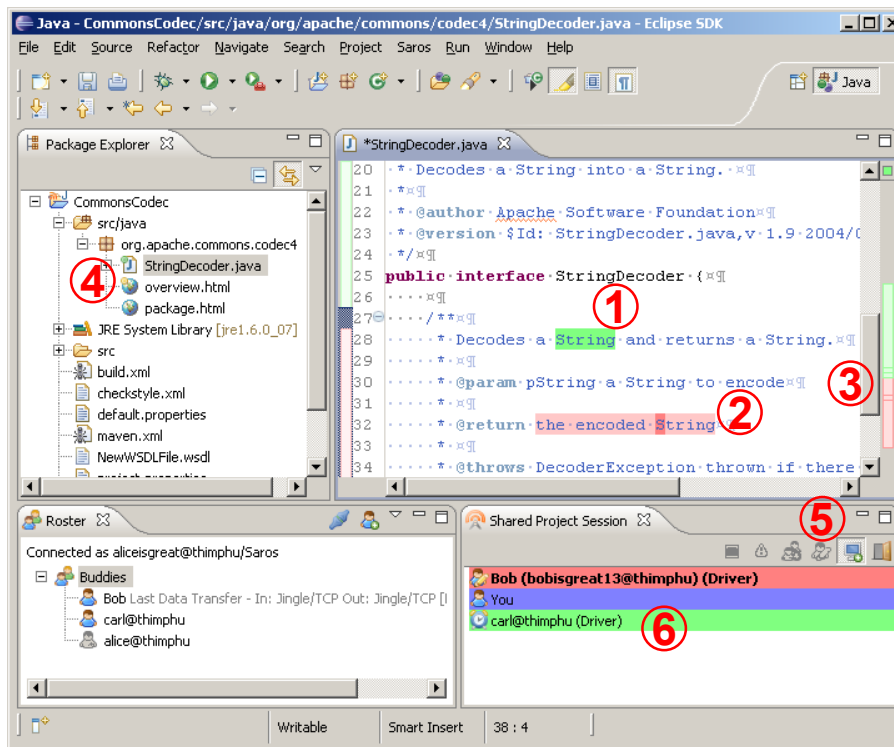 Java - CommonsCodec/src/java/org/apache/commons/codec4/StringDecoder.java - Eclipse SDK
File Edit Source Refactor Navigate Search Project Saros Run Window Help
Java
Package Explorer
CommonsCodec
src/java
org.apache.commons.codec4
StringDecoder.java
4
overview.html
package.html
JRE System Library [jre1.6.0_07]
src
build.xml
checkstyle.xml
default.properties
maven.xml
NewWSDLFile.wsdl
project.properties
*StringDecoder.java
20 ·*·Decodes·a·String·into·a·String.·¤¶
21 ·*¤¶
22 ·*·@author·Apache·Software·Foundation¤¶
23 ·*·@version·$Id:·StringDecoder.java,v·1.9·2004/0
24 ·*/¤¶
25 public·interface·StringDecoder·{¤¶
26 ····¤¶
1
27 ····/**¤¶
28 ·····*·Decodes·a·String·and·returns·a·String.¤¶
29 ·····*·¤¶
30 ·····*·@param·pString·a·String·to·encode¤¶
3
31 ·····*·¤¶
2
32 ·····*·@return·the·encoded·String¤¶
33 ·····*·¤¶
34 ·····*·@throws·DecoderException·thrown·if·there
Roster
Connected as aliceisgreat@thimphu/Saros
Buddies
Bob Last Data Transfer - In: Jingle/TCP Out: Jingle/TCP [
carl@thimphu
alice@thimphu
Shared Project Session
5
Bob (bobisgreat13@thimphu) (Driver)
You
carl@thimphu (Driver)
6
Writable Smart Insert 38 : 4